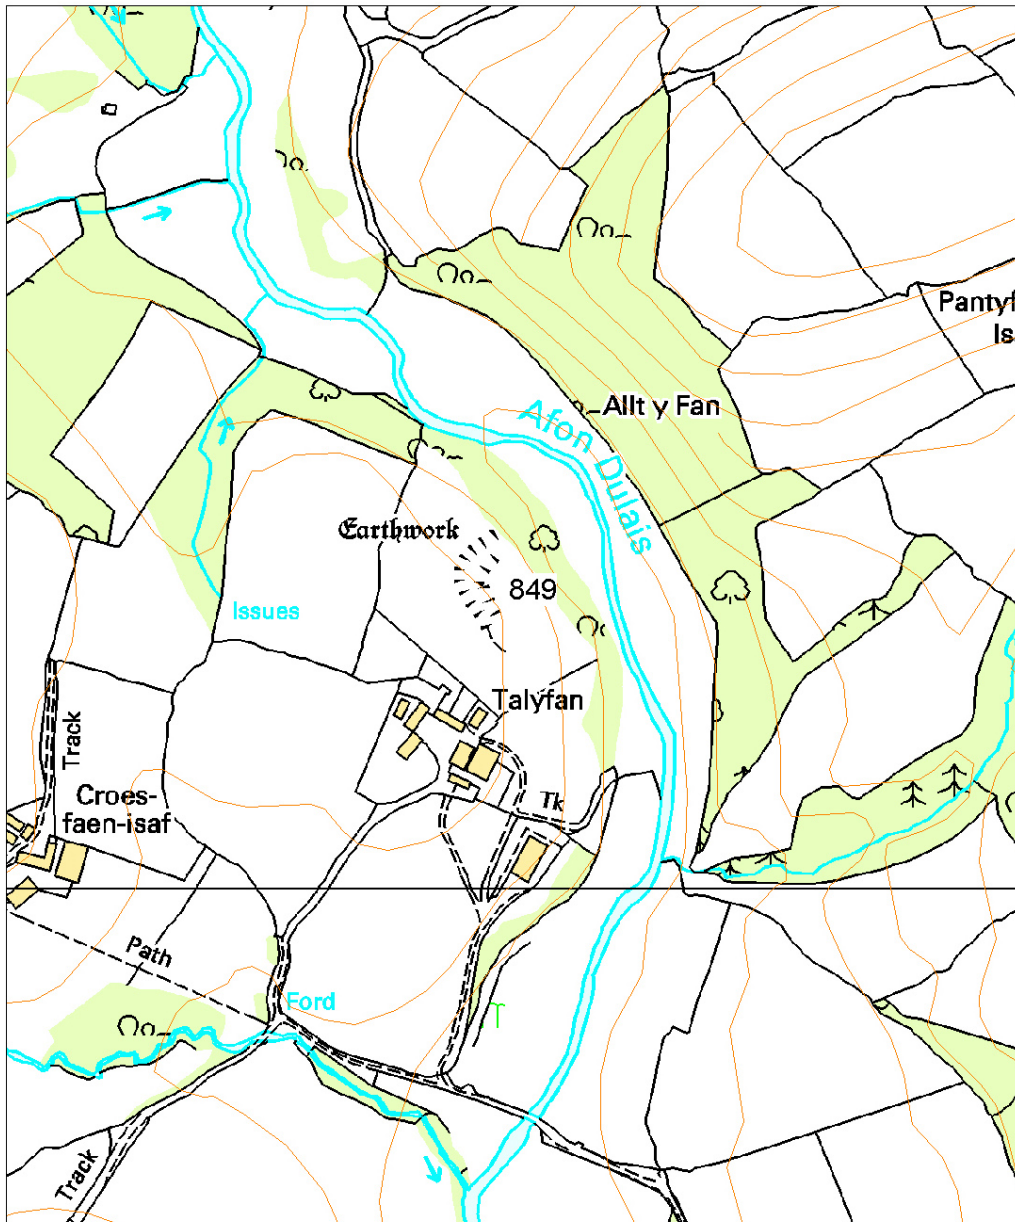 Pantyf
Is
Allt y Fan
Afon Dulais
Earthwork
849
Issues
Talyfan
Track
Croes-
faen-isaf
Tk
Path
Ford
Track